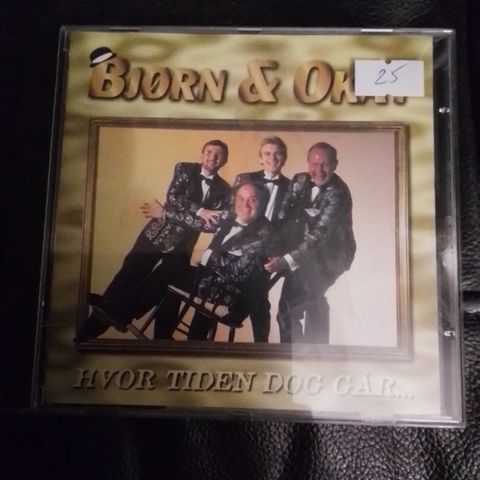 BJØRN & OKAY
25
HVOR TIDEN DOG GÅR...